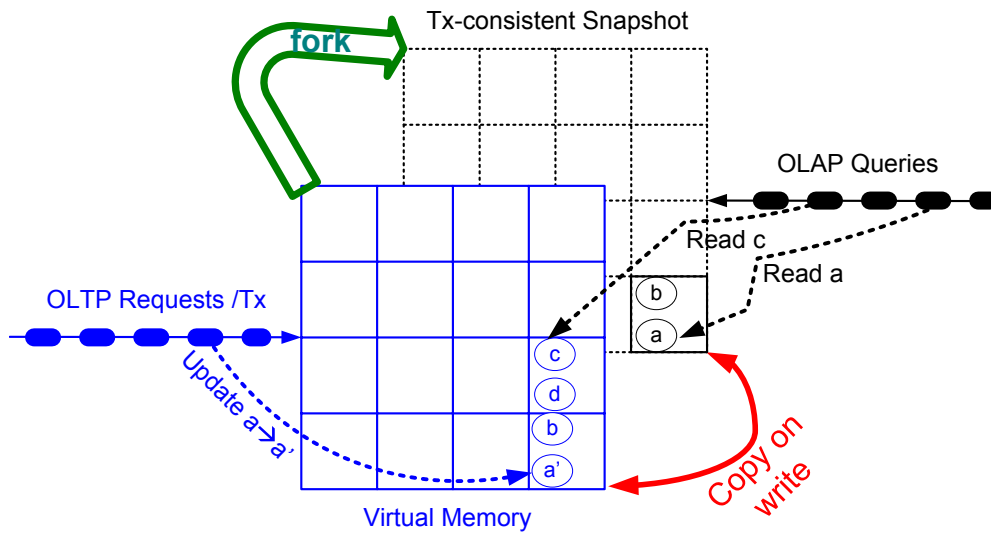 Tx-consistent Snapshot
fork
OLAP Queries
Read c
Read a
OLTP Requests /Tx
b
a
c
d
b
a’
Update a→a’
Copy on
write
Virtual Memory